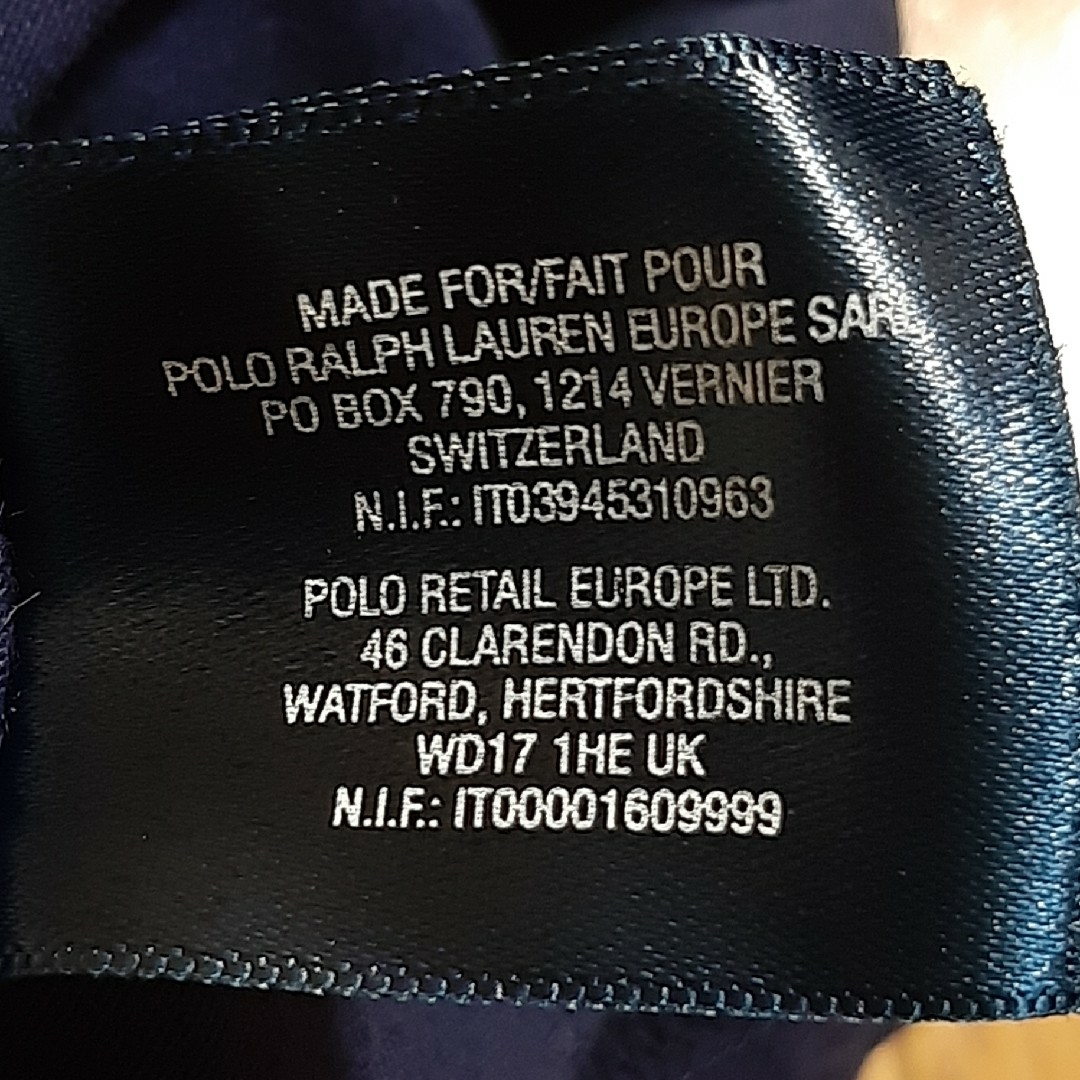 MADE FOR/FAIT POUR
POLO RALPH LAUREN EUROPE SARL
PO BOX 790, 1214 VERNIER
SWITZERLAND
N.I.F.: IT03945310963
POLO RETAIL EUROPE LTD.
46 CLARENDON RD.,
WATFORD, HERTFORDSHIRE
WD17 1HE UK
N.I.F.: IT00001609999